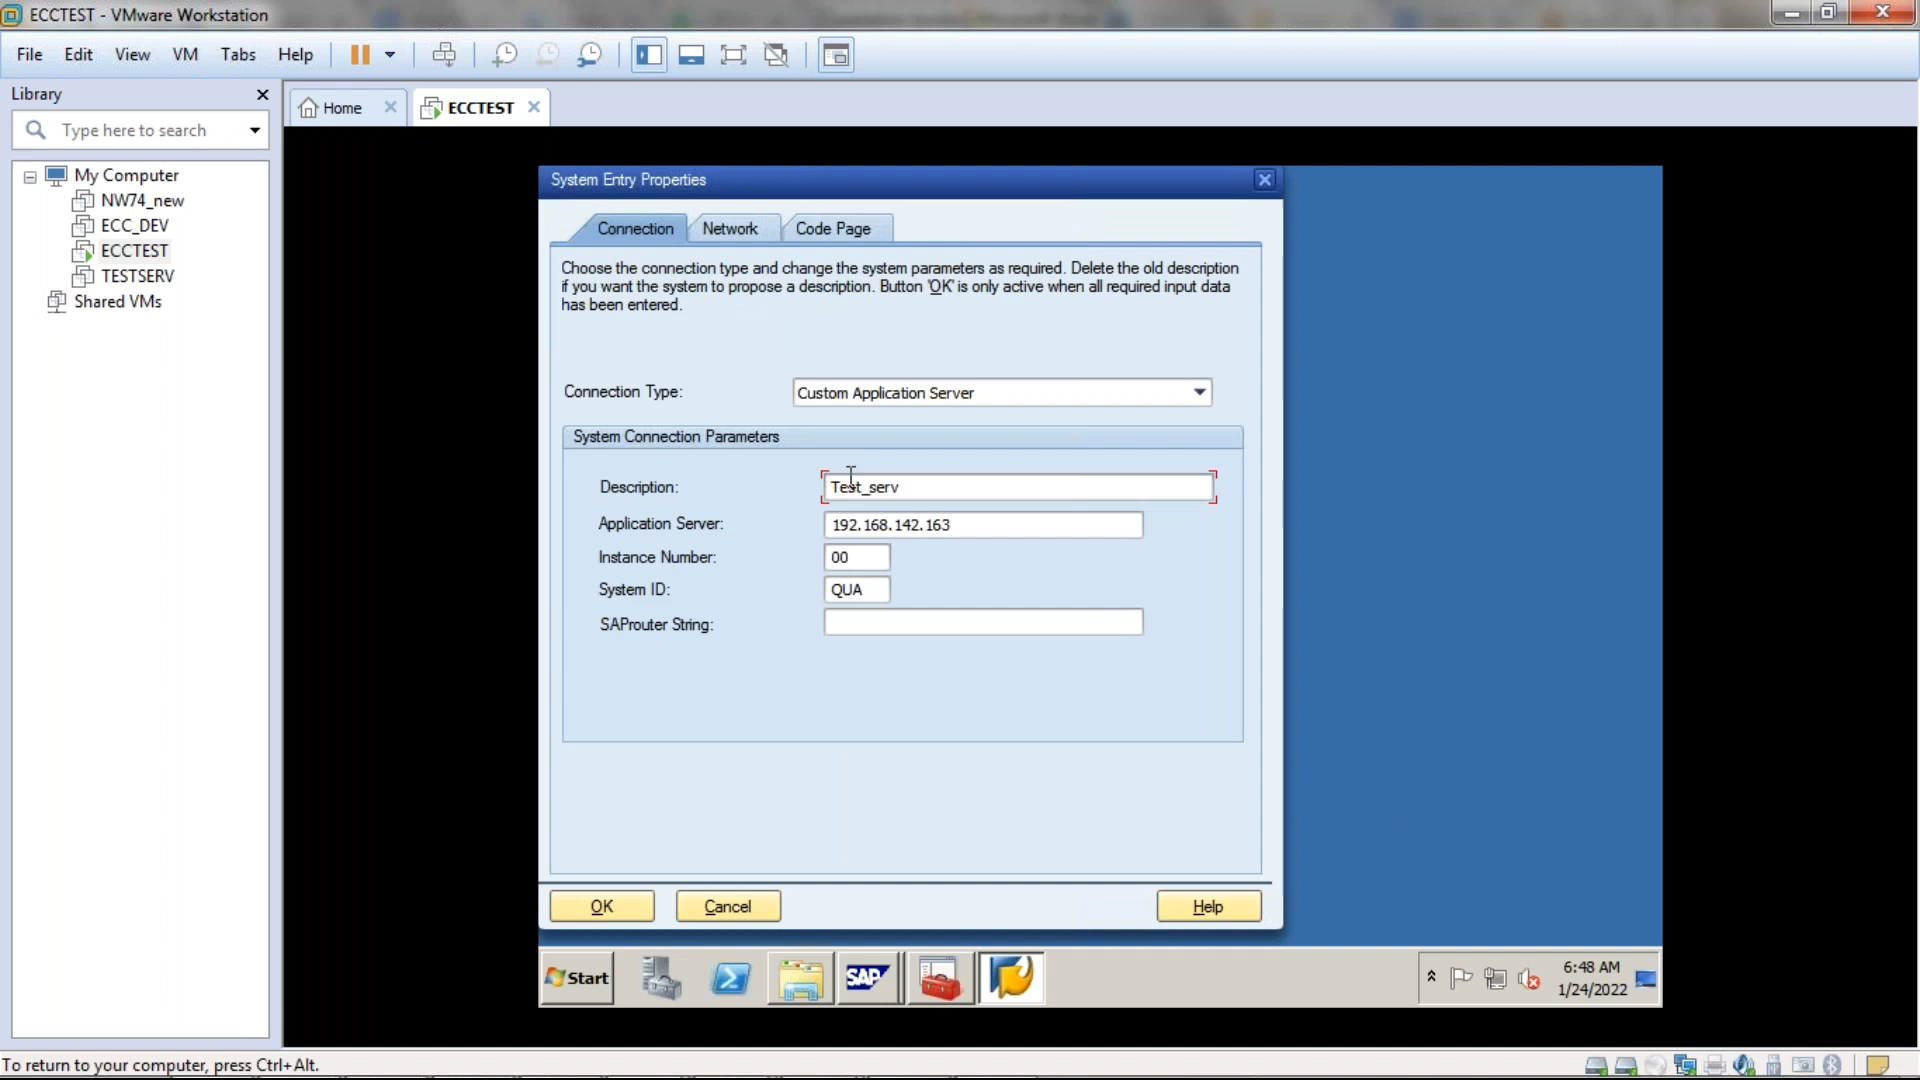 ECCTEST - VMware Workstation
File Edit View VM Tabs Help
Library
Home
ECCTEST
Type here to search
My Computer
NW74_new
ECC_DEV
ECCTEST
TESTSERV
Shared VMs
System Entry Properties
Connection Network Code Page
Choose the connection type and change the system parameters as required. Delete the old description
if you want the system to propose a description. Button 'OK' is only active when all required input data
has been entered.
Connection Type: Custom Application Server
System Connection Parameters
Description: Test_serv
Application Server: 192.168.142.163
Instance Number: 00
System ID: QUA
SAProuter String:
OK Cancel Help
Start
SAP
6:48 AM
1/24/2022
To return to your computer, press Ctrl+Alt.